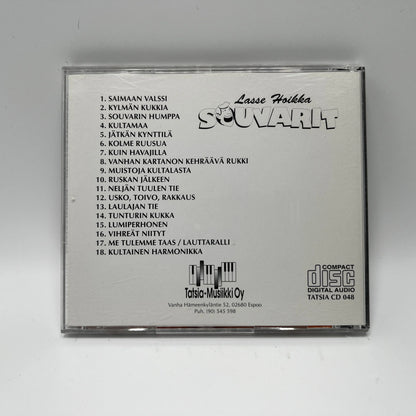 Lasse Hoikka
SOUVARIT
1. SAIMAAN VALSSI
2. KYLMÄN KUKKIA
3. SOUVARIN HUMPPA
4. KULTAMAA
5. JÄTKÄN KYNTTILÄ
6. KOLME RUUSUA
7. KUIN HAVAJILLA
8. VANHAN KARTANON KEHRÄÄVÄ RUKKI
9. MUISTOJA KULTALASTA
10. RUSKAN JÄLKEEN
11. NELJÄN TUULEN TIE
12. USKO, TOIVO, RAKKAUS
13. LAULAJAN TIE
14. TUNTURIN KUKKA
15. LUMIPERHONEN
16. VIHREÄT NIITYT
17. ME TULEMME TAAS / LAUTTARALLI
18. KULTAINEN HARMONIKKA
Tatsia-Musiikki Oy
Vanha Hämeenkyläntie 52, 02680 Espoo
Puh. (90) 545 598
COMPACT
disc
DIGITAL AUDIO
TATSIA CD 048